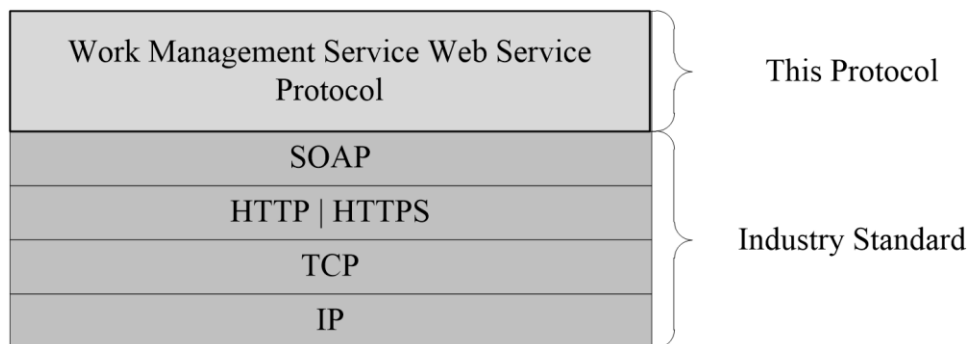 Work Management Service Web Service
Protocol
This Protocol
SOAP
HTTP | HTTPS
TCP
IP
Industry Standard